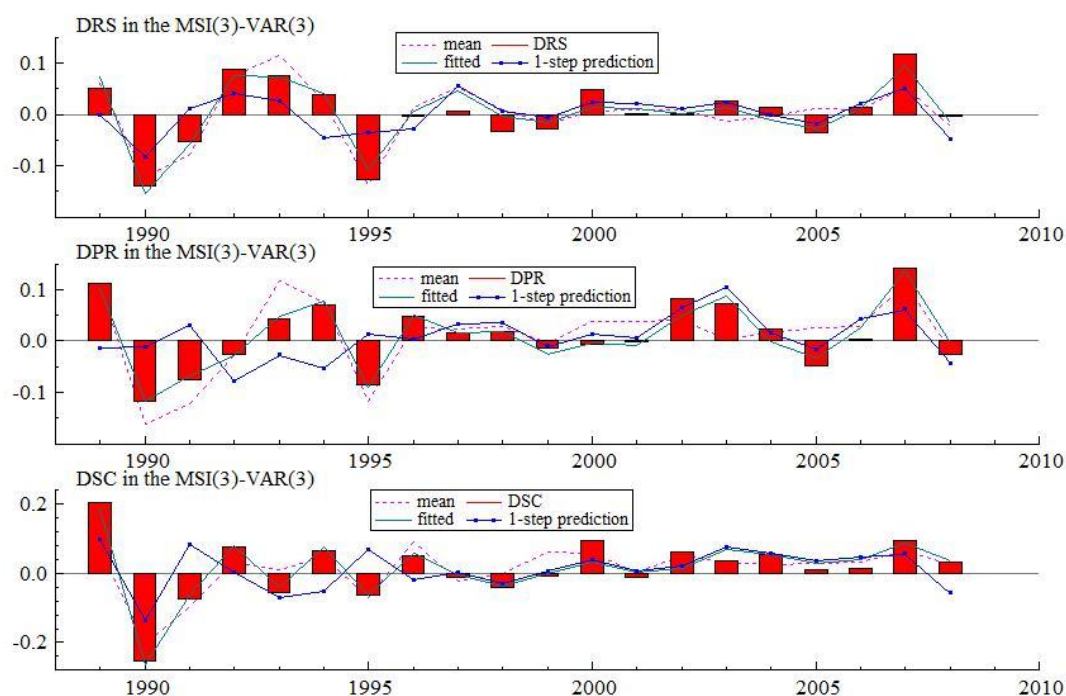 DRS in the MSI(3)-VAR(3)
mean DRS
fitted 1-step prediction
0.1
0.0
-0.1
1990 1995 2000 2005 2010
DPR in the MSI(3)-VAR(3)
mean DPR
fitted 1-step prediction
0.1
0.0
-0.1
1990 1995 2000 2005 2010
DSC in the MSI(3)-VAR(3)
mean DSC
fitted 1-step prediction
0.2
0.0
-0.2
1990 1995 2000 2005 2010